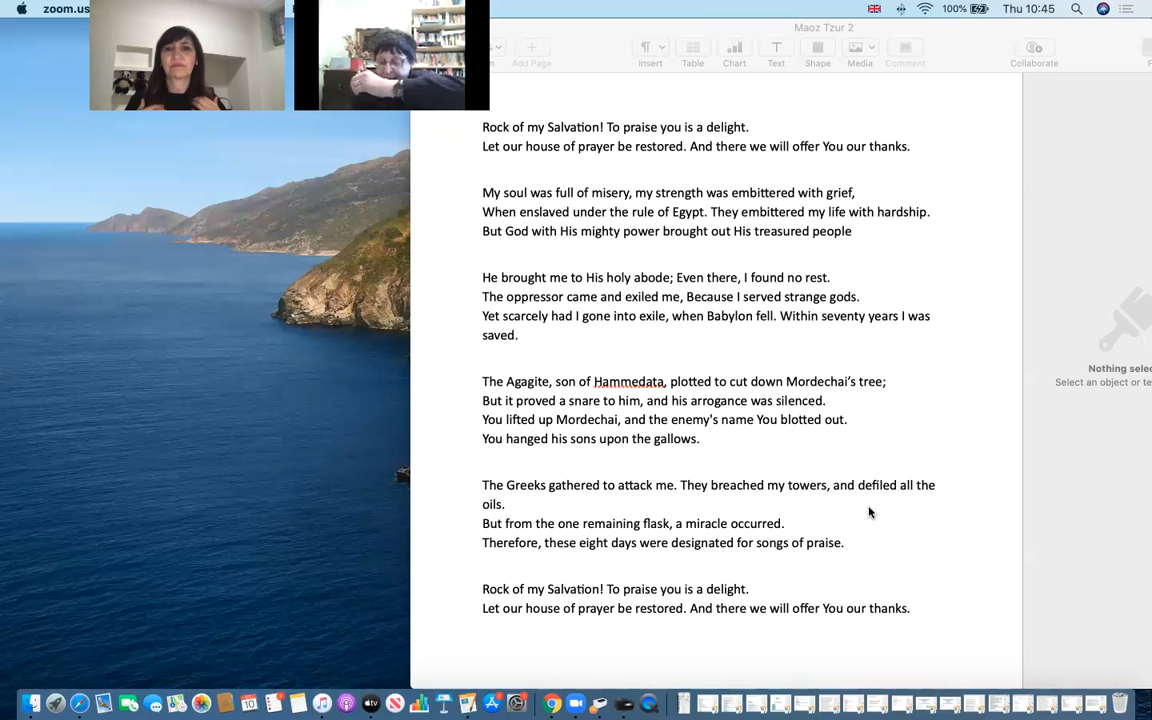 zoom.us
100%
Thu 10:45
Maoz Tzur 2
Add Page
Insert
Table
Chart
Text
Shape
Media
Comment
Collaborate
Rock of my Salvation! To praise you is a delight.
Let our house of prayer be restored. And there we will offer You our thanks.
My soul was full of misery, my strength was embittered with grief,
When enslaved under the rule of Egypt. They embittered my life with hardship.
But God with His mighty power brought out His treasured people
He brought me to His holy abode; Even there, I found no rest.
The oppressor came and exiled me, Because I served strange gods.
Yet scarcely had I gone into exile, when Babylon fell. Within seventy years I was
saved.
Nothing selec
Select an object or te
The Agagite, son of Hammedata, plotted to cut down Mordechai's tree;
But it proved a snare to him, and his arrogance was silenced.
You lifted up Mordechai, and the enemy's name You blotted out.
You hanged his sons upon the gallows.
The Greeks gathered to attack me. They breached my towers, and defiled all the
oils.
But from the one remaining flask, a miracle occurred.
Therefore, these eight days were designated for songs of praise.
Rock of my Salvation! To praise you is a delight.
Let our house of prayer be restored. And there we will offer You our thanks.